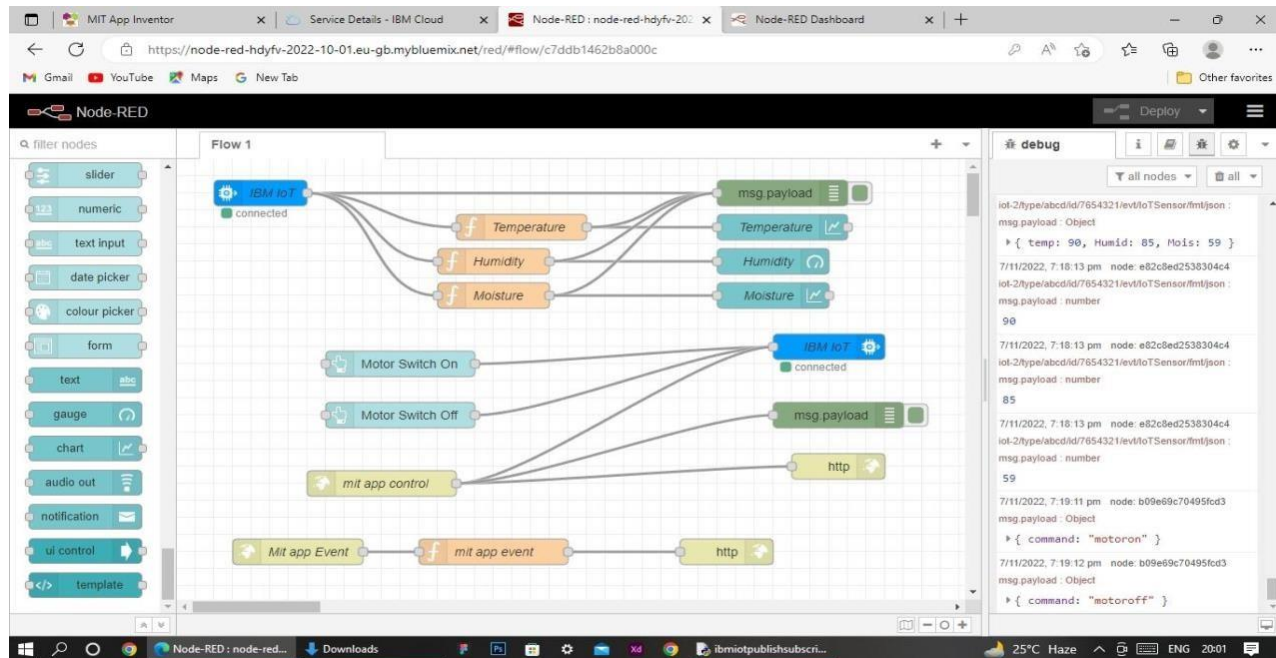 MIT App Inventor
Service Details - IBM Cloud
Node-RED : node-red-hdyfv-202
Node-RED Dashboard
https://node-red-hdyfv-2022-10-01.eu-gb.mybluemix.net/red/#flow/c7ddb1462b8a000c
Gmail YouTube Maps New Tab
Other favorites
Node-RED
Deploy
filter nodes
slider
numeric
text input
date picker
colour picker
form
text
gauge
chart
audio out
notification
ui control
template
Flow 1
IBM IoT
connected
Temperature
Humidity
Moisture
msg.payload
Temperature
Humidity
Moisture
Motor Switch On
Motor Switch Off
mit app control
IBM IoT
connected
msg.payload
http
Mit app Event
mit app event
http
debug
all nodes
all
iot-2/type/abcd/id/7654321/evt/IoTSensor/fmt/json :
msg.payload : Object
{ temp: 90, Humid: 85, Mois: 59 }
7/11/2022, 7:18:13 pm node: e82c8ed2538304c4
iot-2/type/abcd/id/7654321/evt/IoTSensor/fmt/json :
msg.payload : number
90
7/11/2022, 7:18:13 pm node: e82c8ed2538304c4
iot-2/type/abcd/id/7654321/evt/IoTSensor/fmt/json :
msg.payload : number
85
7/11/2022, 7:18:13 pm node: e82c8ed2538304c4
iot-2/type/abcd/id/7654321/evt/IoTSensor/fmt/json :
msg.payload : number
59
7/11/2022, 7:19:11 pm node: b09e69c70495fcd3
msg.payload : Object
{ command: "motoron" }
7/11/2022, 7:19:12 pm node: b09e69c70495fcd3
msg.payload : Object
{ command: "motoroff" }
Node-RED : node-red...
Downloads
ibmiotpublishsubscri...
25°C Haze
ENG
20:01